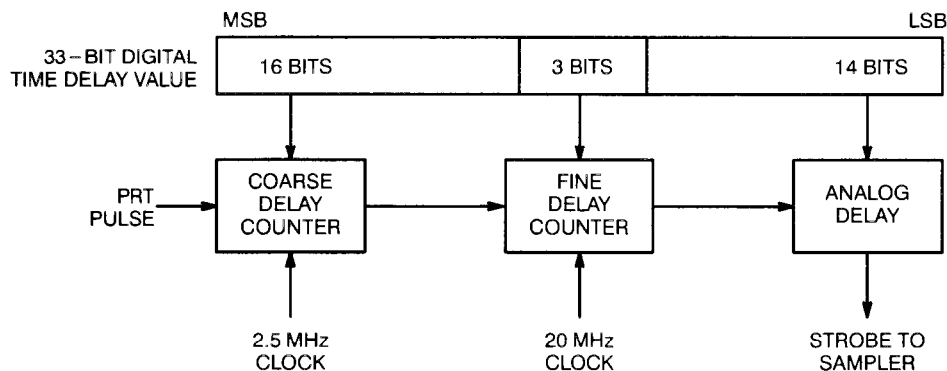 MSB
LSB
33-BIT DIGITAL
TIME DELAY VALUE
16 BITS
3 BITS
14 BITS
PRT
PULSE
COARSE
DELAY
COUNTER
FINE
DELAY
COUNTER
ANALOG
DELAY
2.5 MHz
CLOCK
20 MHz
CLOCK
STROBE TO
SAMPLER